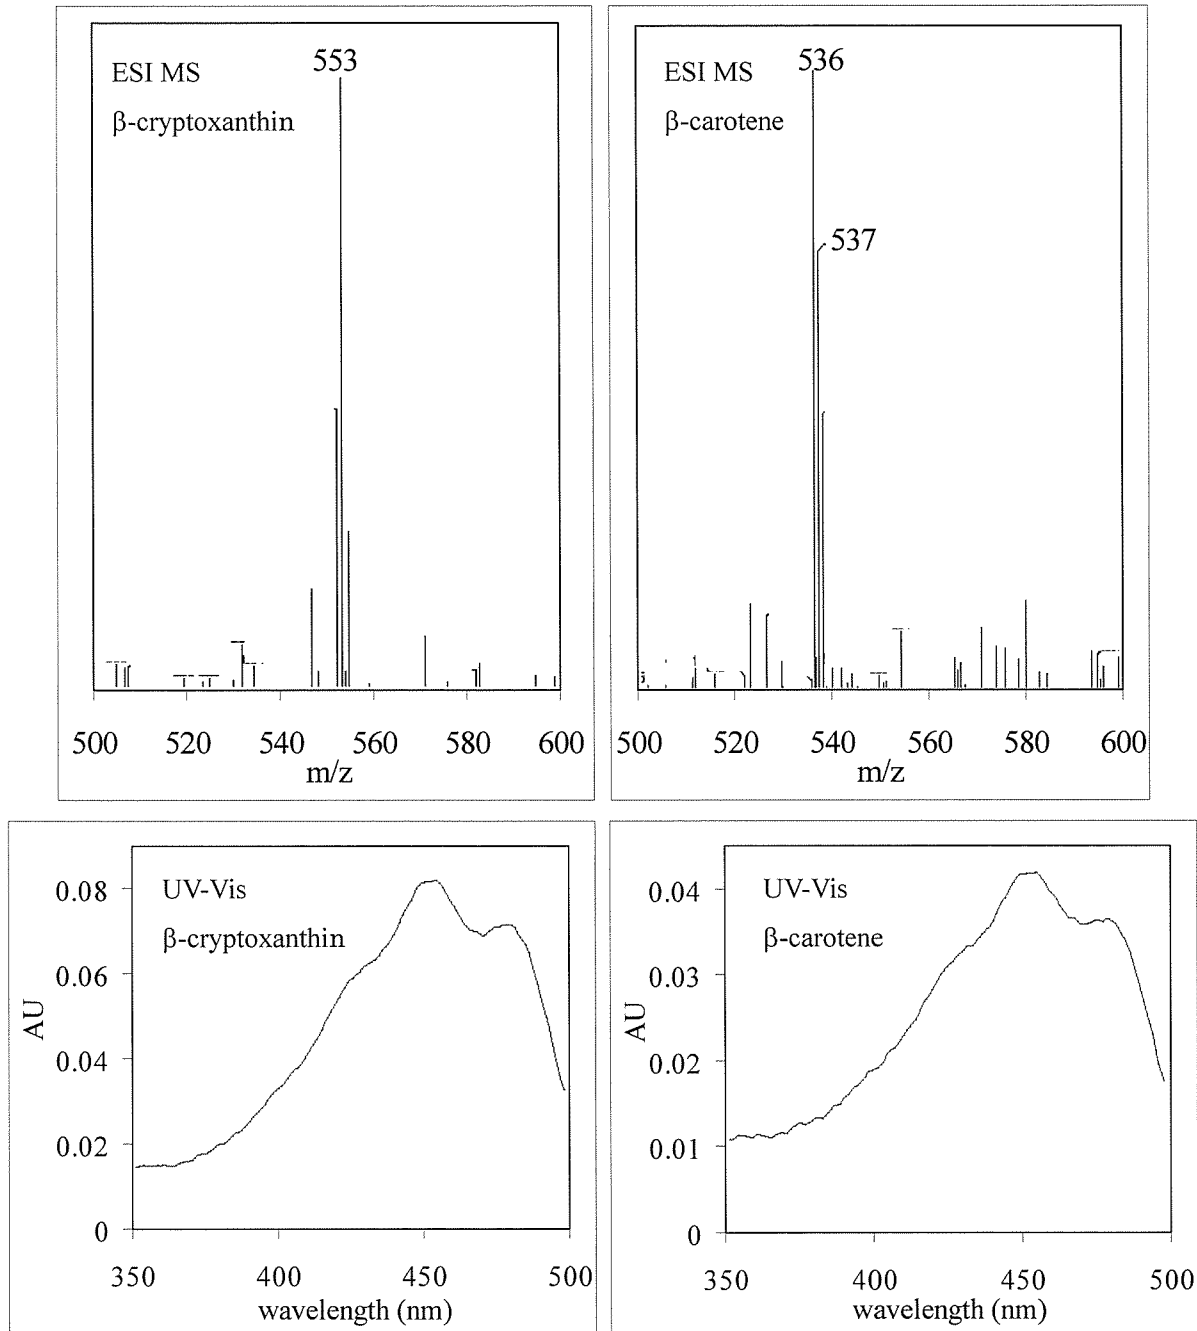 553
ESI MS
β-cryptoxanthin
500 520 540 560 580 600
m/z
536
ESI MS
β-carotene
537
500 520 540 560 580 600
m/z
UV-Vis
β-cryptoxanthin
0.08
0.06
0.04
0.02
0
AU
350 400 450 500
wavelength (nm)
UV-Vis
β-carotene
0.04
0.03
0.02
0.01
0
AU
350 400 450 500
wavelength (nm)